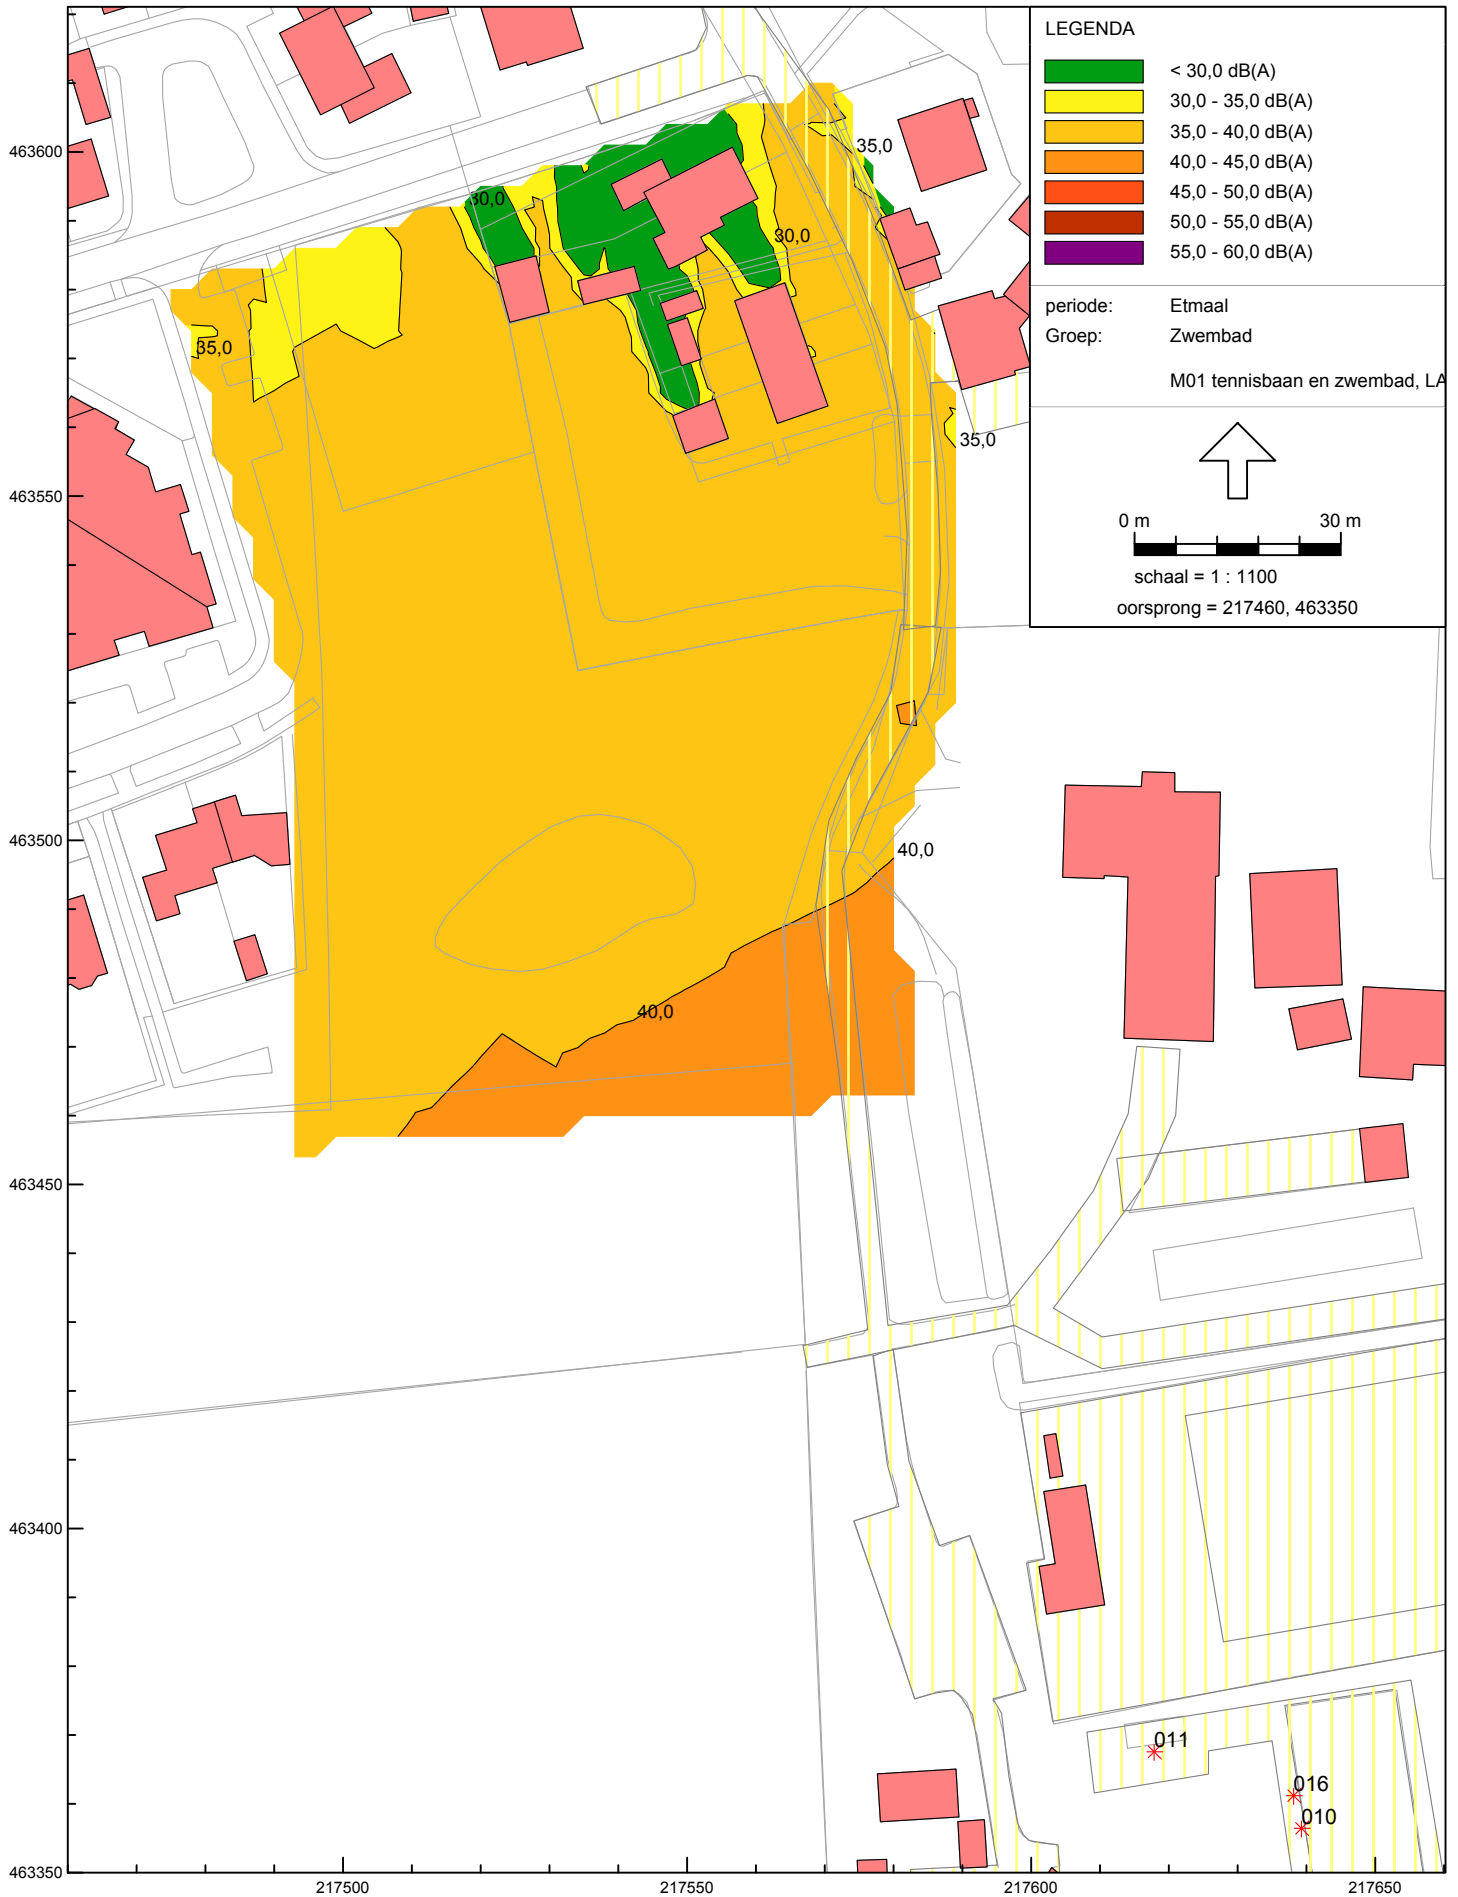 LEGENDA
< 30,0 dB(A)
30,0 - 35,0 dB(A)
35,0 - 40,0 dB(A)
40,0 - 45,0 dB(A)
45,0 - 50,0 dB(A)
50,0 - 55,0 dB(A)
55,0 - 60,0 dB(A)
periode: Etmaal
Groep: Zwembad
M01 tennisbaan en zwembad, LA
0 m 30 m
schaal = 1 : 1100
oorsprong = 217460, 463350
463600
463550
463500
463450
463400
463350
217500
217550
217600
217650
35,0
30,0
30,0
35,0
35,0
40,0
40,0
011
016
010